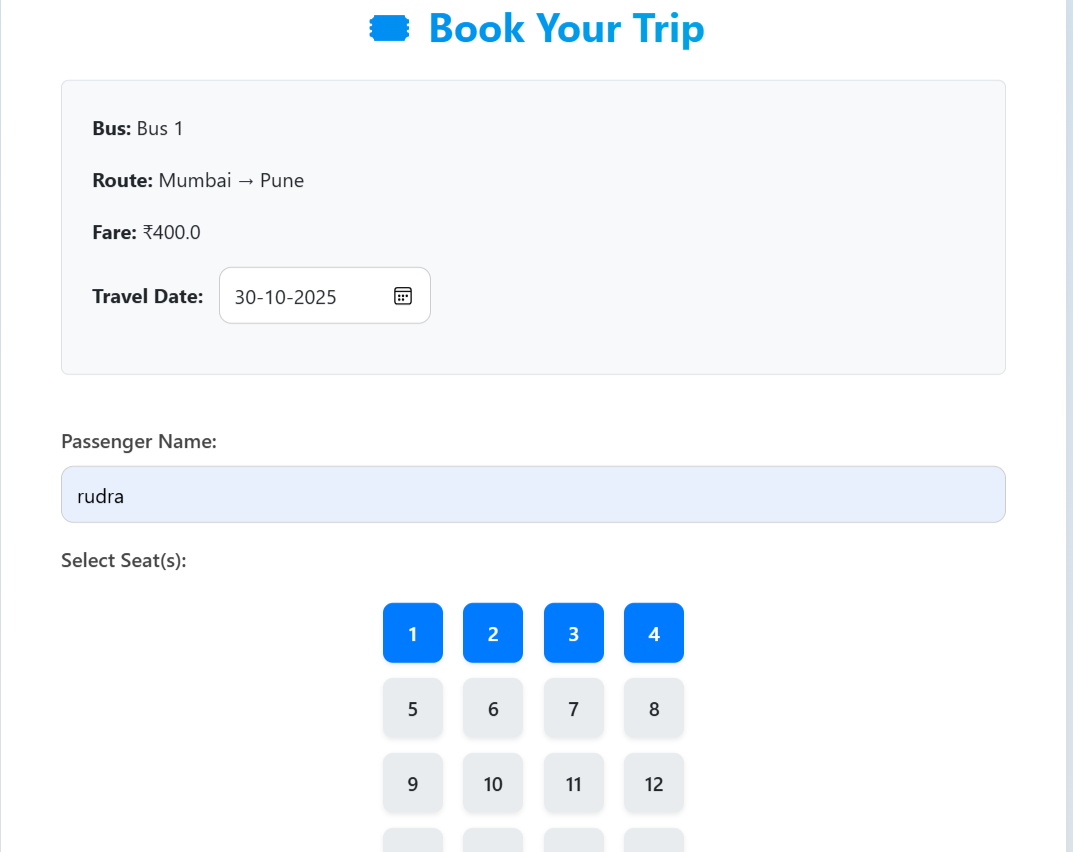 Book Your Trip
Bus: Bus 1
Route: Mumbai → Pune
Fare: ₹400.0
Travel Date: 30-10-2025
Passenger Name:
rudra
Select Seat(s):
1 2 3 4
5 6 7 8
9 10 11 12